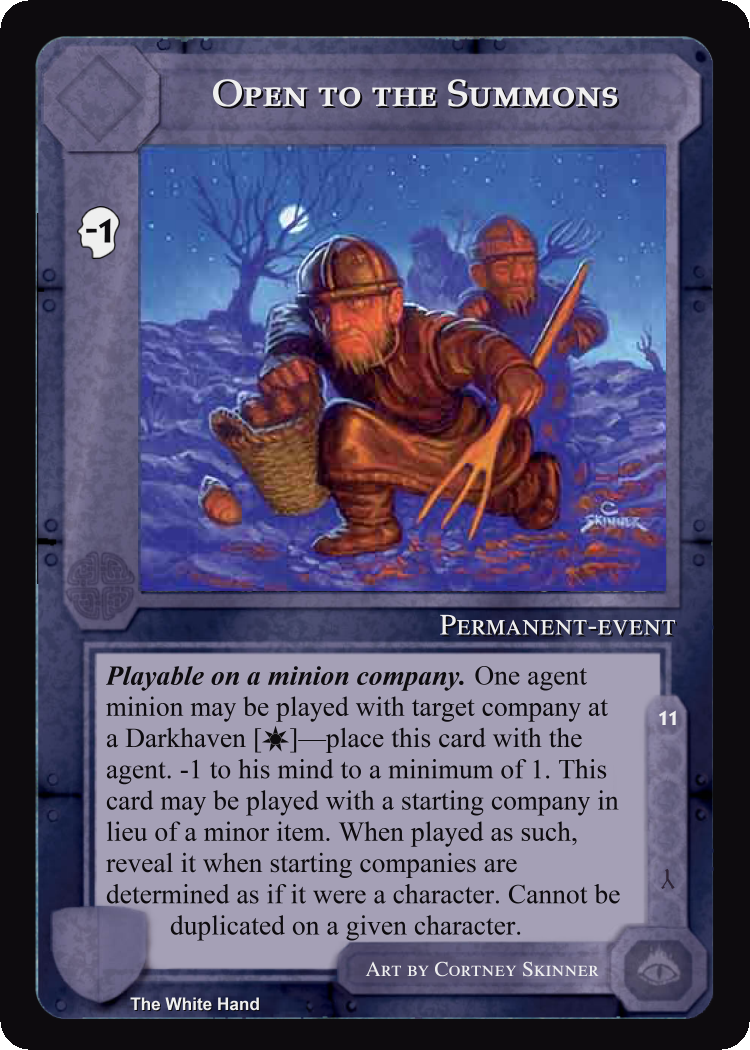 Open to the Summons
-1
C
Skinner
Permanent-event
Playable on a minion company. One agent
minion may be played with target company at
a Darkhaven [✷]—place this card with the
agent. -1 to his mind to a minimum of 1. This
card may be played with a starting company in
lieu of a minor item. When played as such,
reveal it when starting companies are
determined as if it were a character. Cannot be
duplicated on a given character.
11
Art by Cortney Skinner
The White Hand